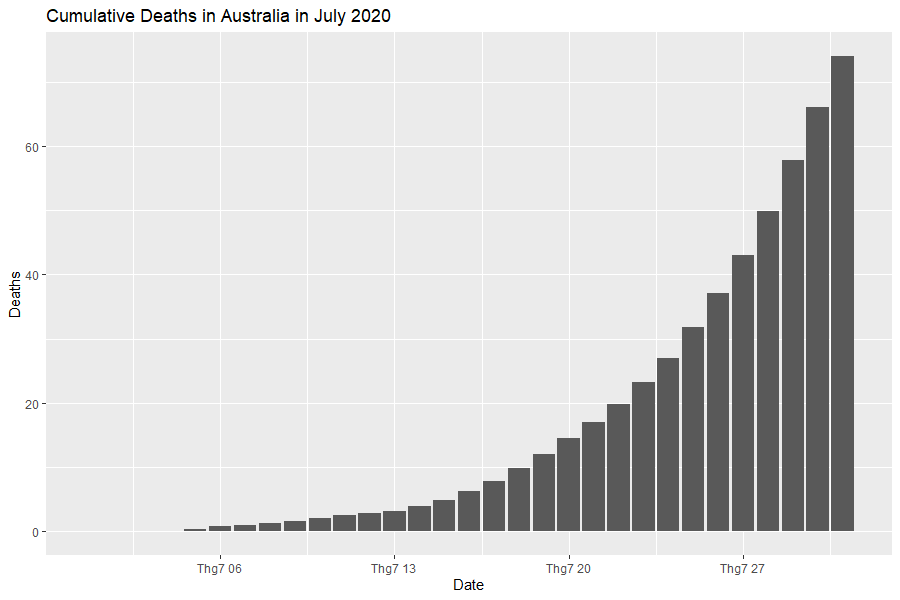 Cumulative Deaths in Australia in July 2020
Deaths
60
40
20
0
Thg7 06 Thg7 13 Thg7 20 Thg7 27
Date